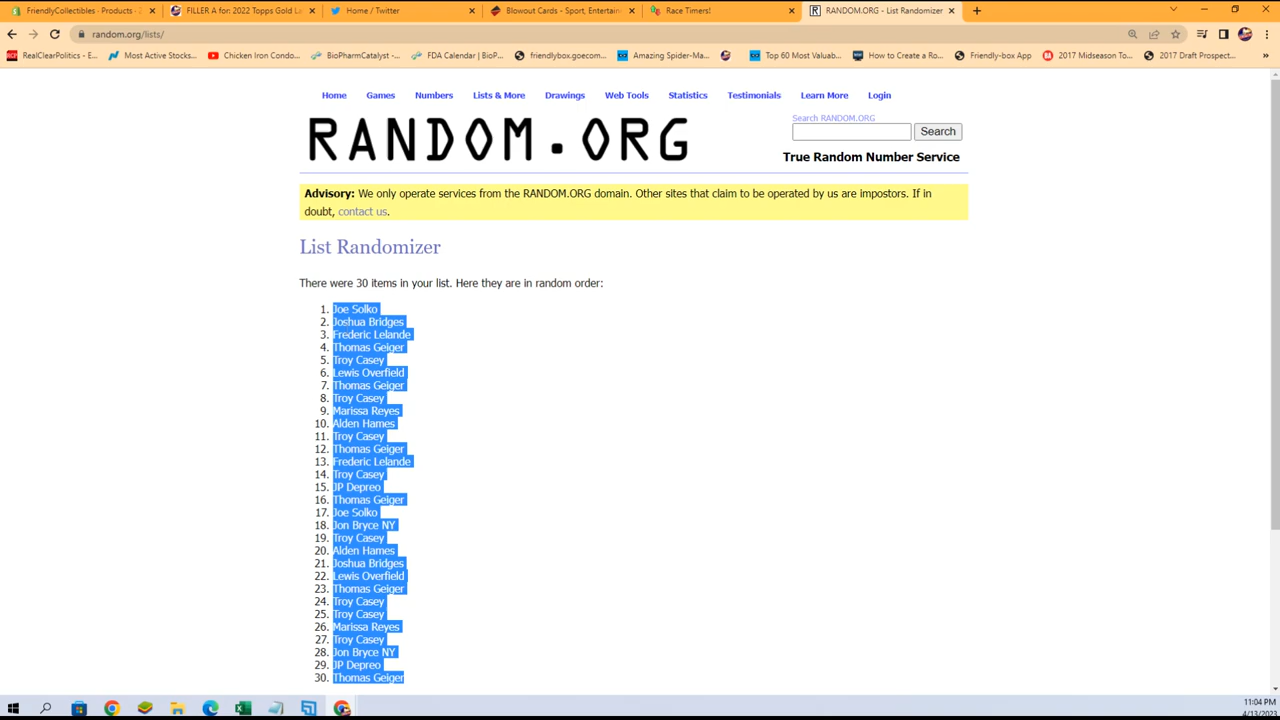 FriendlyCollectibles · Products · 
FILLER A for: 2022 Topps Gold La
Home / Twitter
Blowout Cards - Sport, Entertain
Race Timers!
RANDOM.ORG - List Randomizer
random.org/lists/
RealClearPolitics - E...
Most Active Stocks...
Chicken Iron Condo...
BioPharmCatalyst -...
FDA Calendar | BioP...
friendlybox.goecom...
Amazing Spider-Ma...
Top 60 Most Valuab...
How to Create a Ro...
Friendly-box App
2017 Midseason To...
2017 Draft Prospect...
Home Games Numbers Lists & More Drawings Web Tools Statistics Testimonials Learn More Login
RANDOM.ORG
Search RANDOM.ORG
Search
True Random Number Service
Advisory: We only operate services from the RANDOM.ORG domain. Other sites that claim to be operated by us are impostors. If in
doubt, contact us.
List Randomizer
There were 30 items in your list. Here they are in random order:
1. Joe Solko
2. Joshua Bridges
3. Frederic Lelande
4. Thomas Geiger
5. Troy Casey
6. Lewis Overfield
7. Thomas Geiger
8. Troy Casey
9. Marissa Reyes
10. Alden Hames
11. Troy Casey
12. Thomas Geiger
13. Frederic Lelande
14. Troy Casey
15. JP Depreo
16. Thomas Geiger
17. Joe Solko
18. Jon Bryce NY
19. Troy Casey
20. Alden Hames
21. Joshua Bridges
22. Lewis Overfield
23. Thomas Geiger
24. Troy Casey
25. Troy Casey
26. Marissa Reyes
27. Troy Casey
28. Jon Bryce NY
29. JP Depreo
30. Thomas Geiger
11:04 PM
4/13/2023